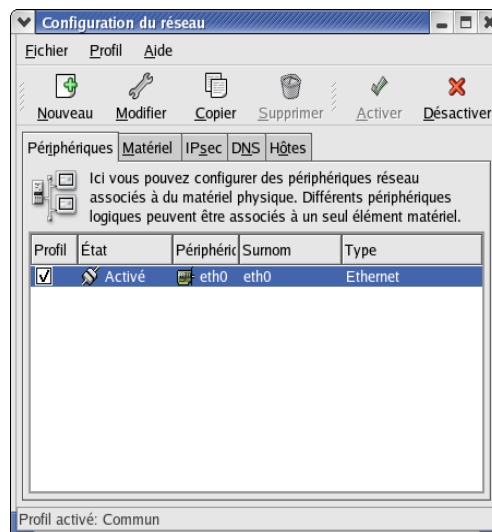 Configuration du réseau
Fichier Profil Aide
Nouveau Modifier Copier Supprimer Activer Désactiver
Périphériques Matériel IPsec DNS Hôtes
Ici vous pouvez configurer des périphériques réseau
associés à du matériel physique. Différents périphériques
logiques peuvent être associés à un seul élément matériel.
Profil État Périphéric Surnom Type
Activé eth0 eth0 Ethernet
Profil activé: Commun